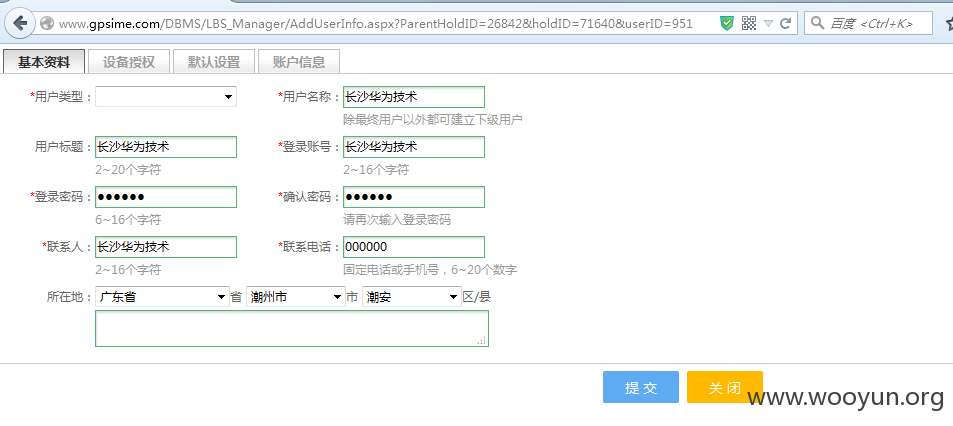 www.gpsime.com/DBMS/LBS_Manager/AddUserInfo.aspx?ParentHoldID=26842&holdID=71640&userID=951 百度 <Ctrl+K>
基本资料 设备授权 默认设置 账户信息
*用户类型： *用户名称：长沙华为技术
除最终用户以外都可建立下级用户
用户标题：长沙华为技术 *登录账号：长沙华为技术
2~20个字符 2~16个字符
*登录密码：●●●●●● *确认密码：●●●●●●
6~16个字符 请再次输入登录密码
*联系人：长沙华为技术 *联系电话：000000
2~16个字符 固定电话或手机号，6~20个数字
所在地：广东省 省 潮州市 市 潮安 区/县
提 交 关 闭
www.wooyun.org